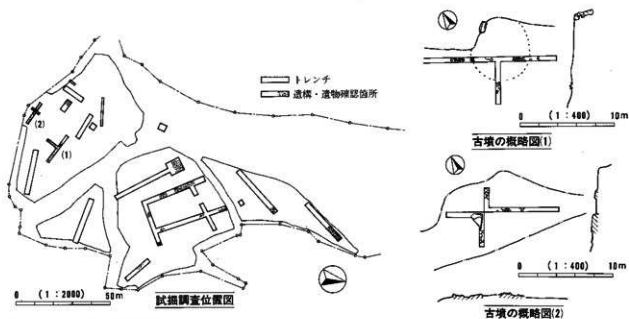 トレンチ
遺構・遺物確認箇所
(2)
(1)
0 (1:2000) 50m
試掘調査位置図
0 (1:400) 10m
古墳の概略図(1)
0 (1:400) 10m
古墳の概略図(2)